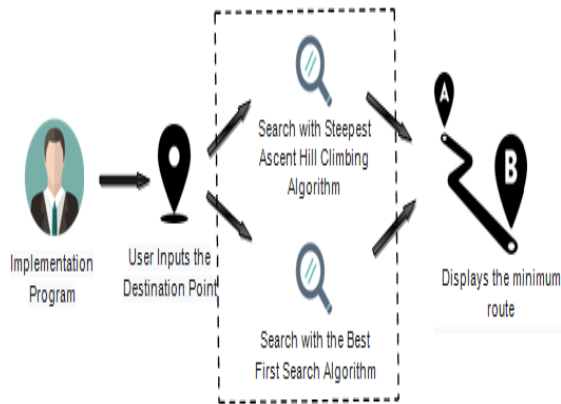 Implementation
Program
User Inputs the
Destination Point
Search with Steepest
Ascent Hill Climbing
Algorithm
Search with the Best
First Search Algorithm
A
B
Displays the minimum
route